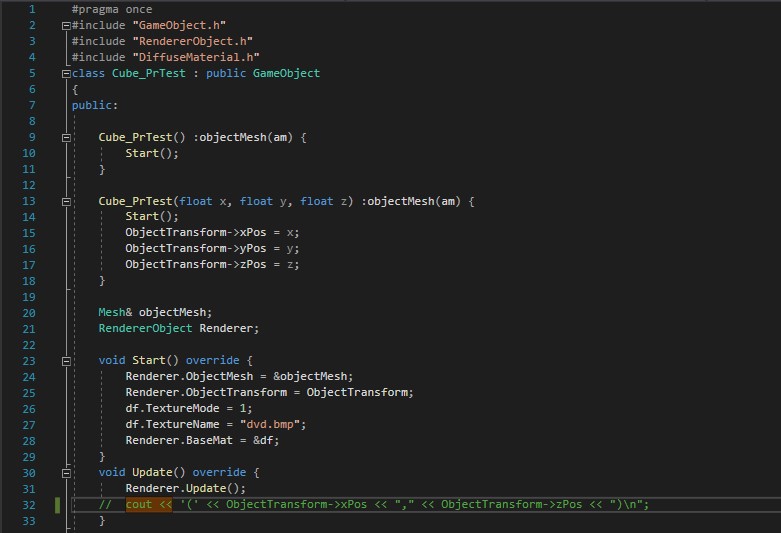 1 #pragma once
2 #include "GameObject.h"
3 #include "RendererObject.h"
4 #include "DiffuseMaterial.h"
5 class Cube_PrTest : public GameObject
6 {
7 public:
8
9 Cube_PrTest() :objectMesh(am) {
10 Start();
11 }
12
13 Cube_PrTest(float x, float y, float z) :objectMesh(am) {
14 Start();
15 ObjectTransform->xPos = x;
16 ObjectTransform->yPos = y;
17 ObjectTransform->zPos = z;
18 }
19
20 Mesh& objectMesh;
21 RendererObject Renderer;
22
23 void Start() override {
24 Renderer.ObjectMesh = &objectMesh;
25 Renderer.ObjectTransform = ObjectTransform;
26 df.TextureMode = 1;
27 df.TextureName = "dvd.bmp";
28 Renderer.BaseMat = &df;
29 }
30 void Update() override {
31 Renderer.Update();
32 // cout << '(' << ObjectTransform->xPos << "," << ObjectTransform->zPos << ")\n";
33 }